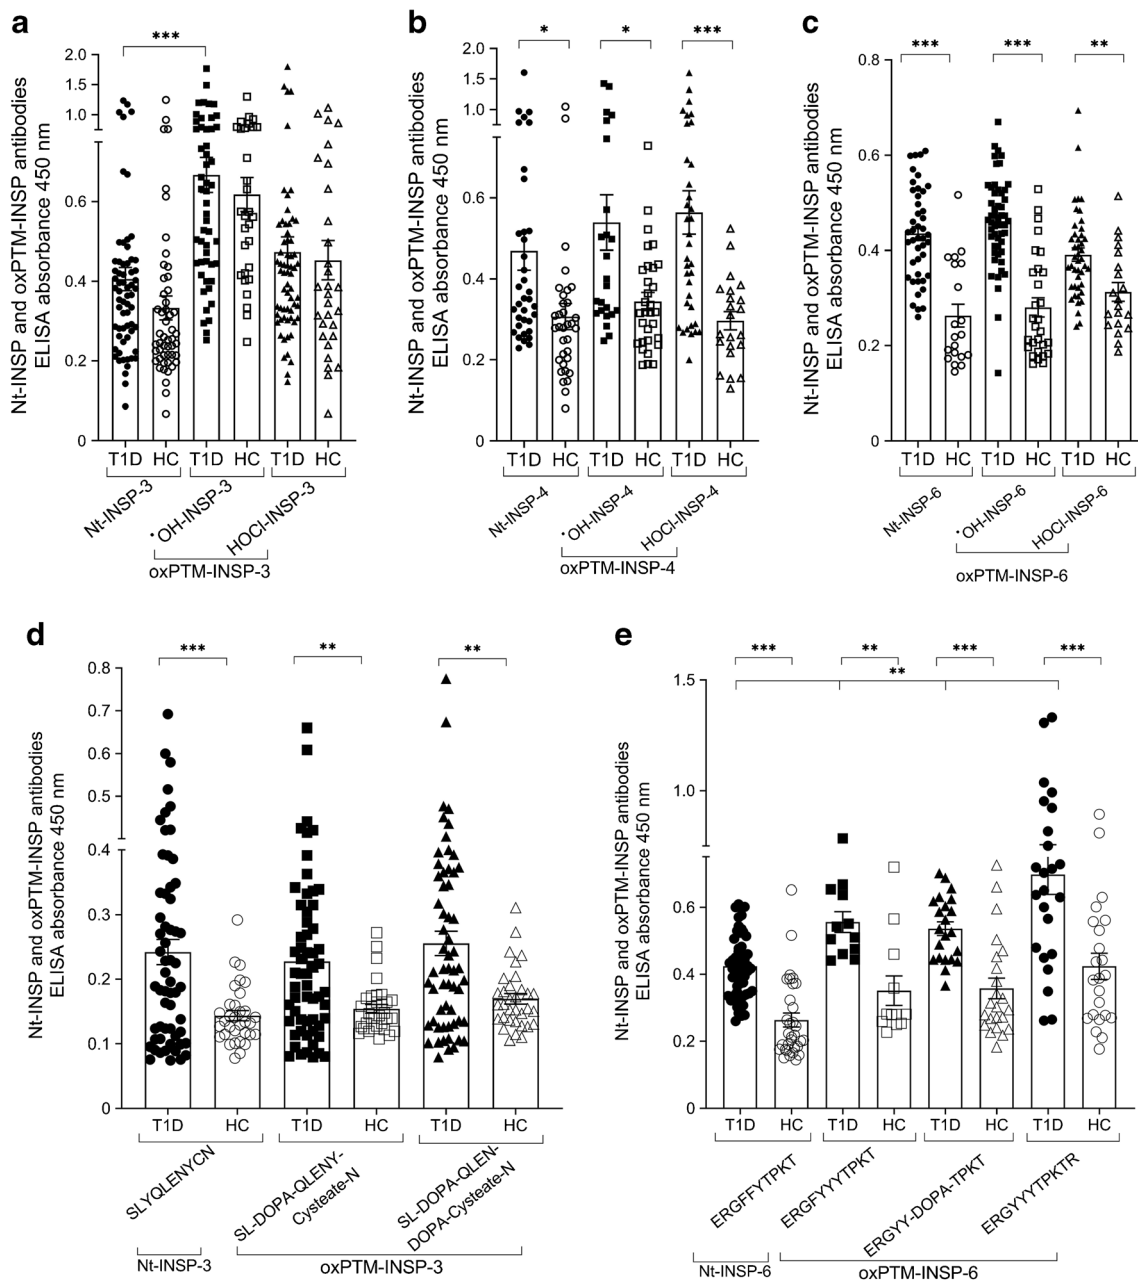 a
Nt-INSP and oxPTM-INSP antibodies
ELISA absorbance 450 nm
2.0
1.5
1.0
0.6
0.4
0.2
0
***
T1D HC T1D HC T1D HC
Nt-INSP-3
•OH-INSP-3
HOCl-INSP-3
oxPTM-INSP-3
b
Nt-INSP and oxPTM-INSP antibodies
ELISA absorbance 450 nm
2.0
1.5
1.0
0.6
0.4
0.2
0
* * ***
T1D HC T1D HC T1D HC
Nt-INSP-4
•OH-INSP-4
HOCl-INSP-4
oxPTM-INSP-4
c
Nt-INSP and oxPTM-INSP antibodies
ELISA absorbance 450 nm
0.8
0.6
0.4
0.2
0
*** *** **
T1D HC T1D HC T1D HC
Nt-INSP-6
•OH-INSP-6
HOCl-INSP-6
oxPTM-INSP-6
d
Nt-INSP and oxPTM-INSP antibodies
ELISA absorbance 450 nm
0.8
0.7
0.6
0.5
0.4
0.3
0.2
0.1
0
*** ** **
T1D HC T1D HC T1D HC
SLYQLENYCN
SL-DOPA-QLENY-
Cysteate-N
SL-DOPA-QLEN-
DOPA-Cysteate-N
Nt-INSP-3
oxPTM-INSP-3
e
Nt-INSP and oxPTM-INSP antibodies
ELISA absorbance 450 nm
1.5
1.0
0.6
0.4
0.2
0
*** ** *** ***
**
T1D HC T1D HC T1D HC T1D HC
ERGFFYTPKT
ERGFYYYTPKT
ERGYY-DOPA-TPKT
ERGYYYTPKTR
Nt-INSP-6
oxPTM-INSP-6